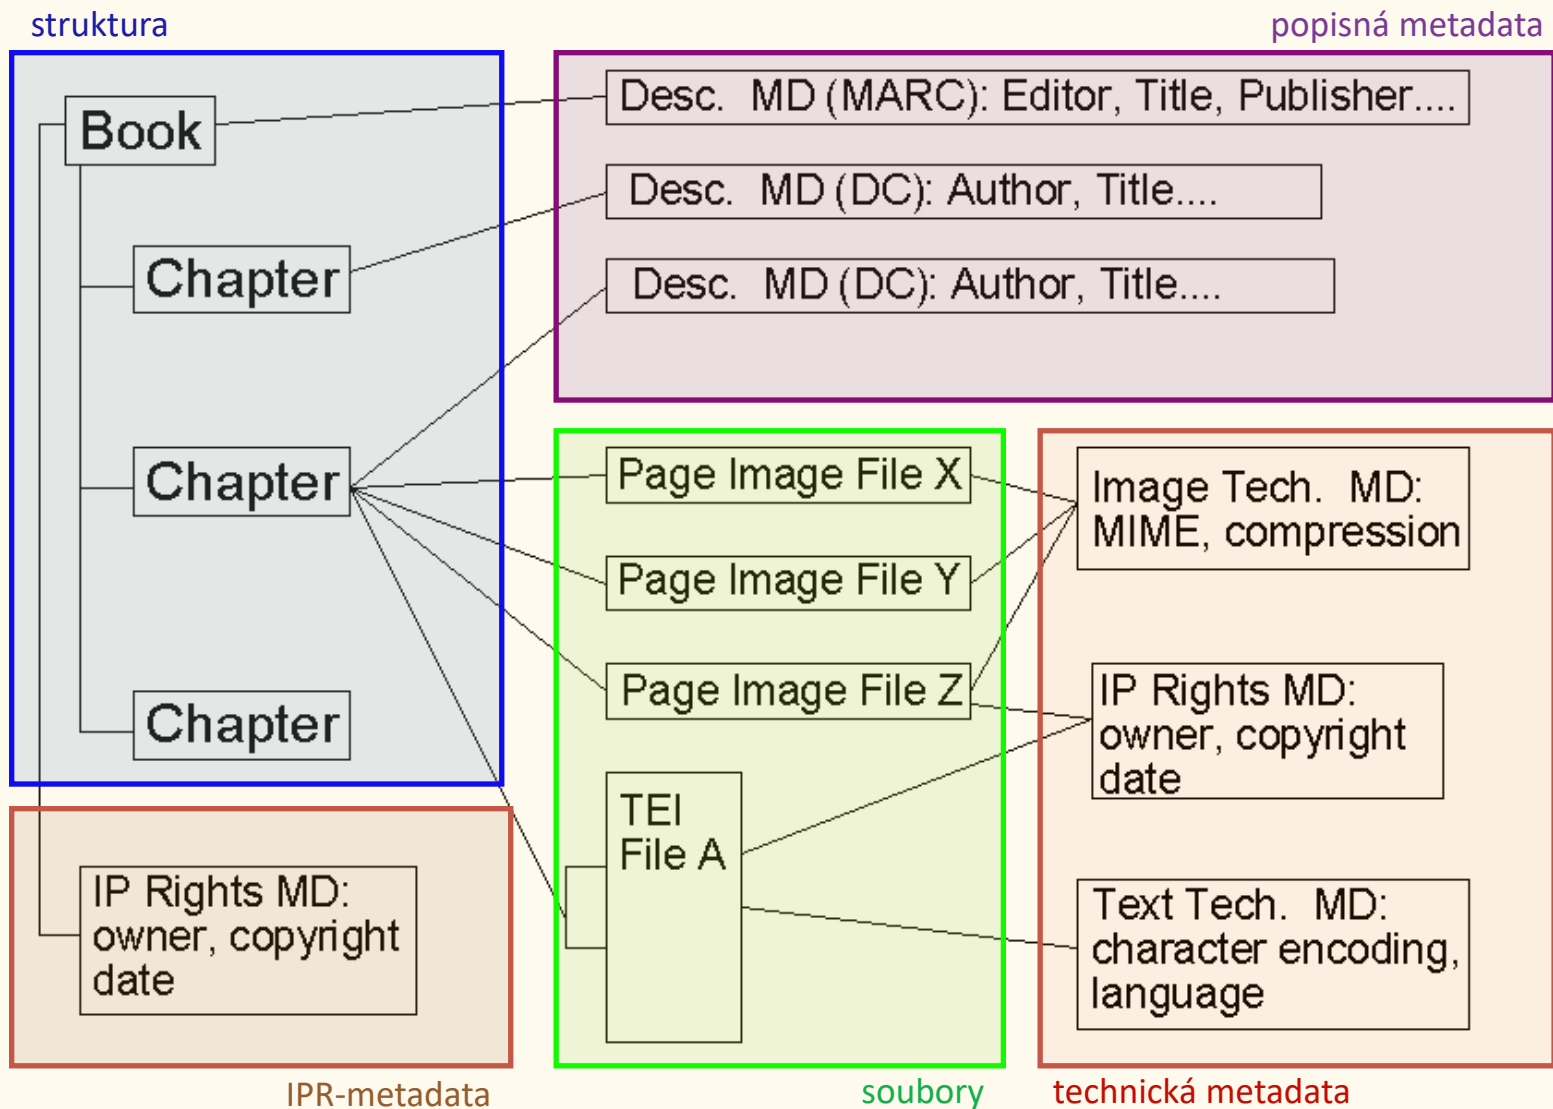 struktura
popisná metadata
Book
Desc. MD (MARC): Editor, Title, Publisher....
Desc. MD (DC): Author, Title....
Chapter
Desc. MD (DC): Author, Title....
Chapter
Page Image File X
Image Tech. MD:
MIME, compression
Page Image File Y
Page Image File Z
IP Rights MD:
owner, copyright
date
Chapter
TEI
File A
IP Rights MD:
owner, copyright
date
Text Tech. MD:
character encoding,
language
IPR-metadata
soubory
technická metadata